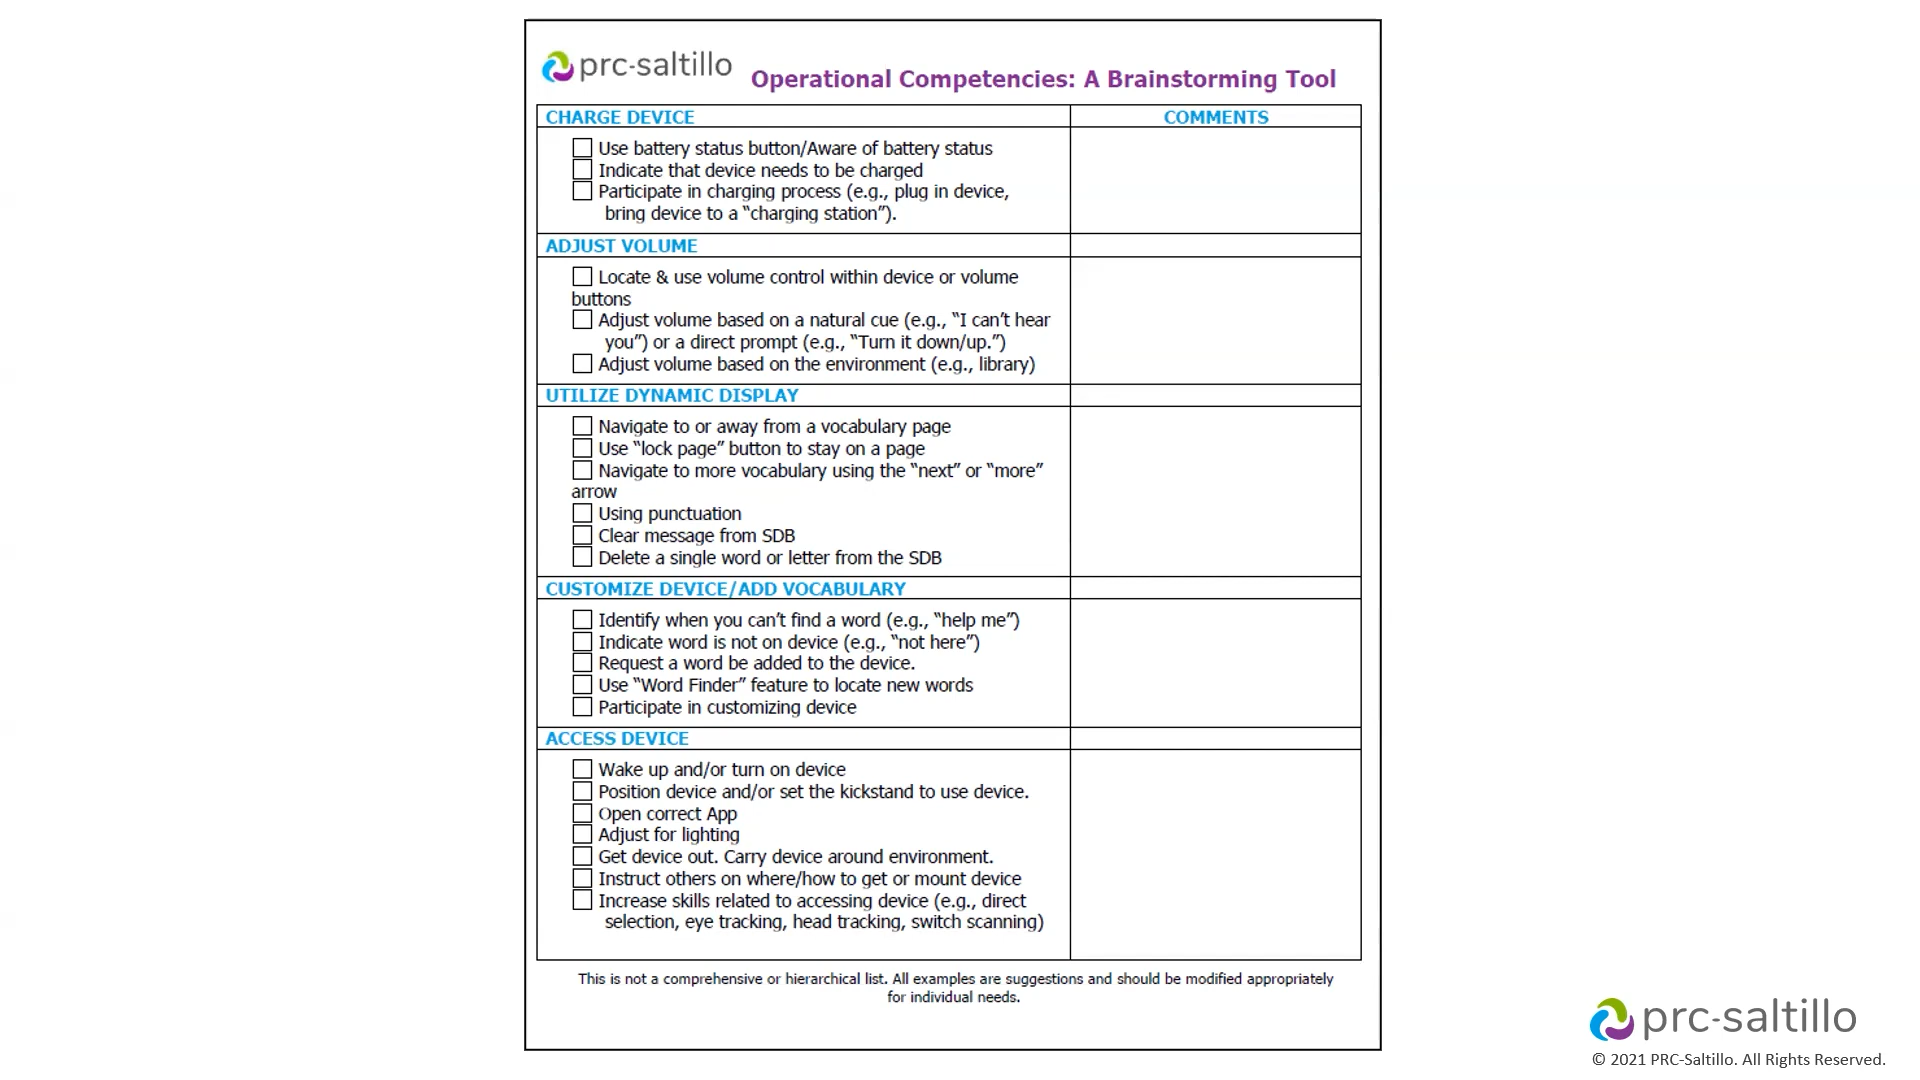 prc-saltillo
Operational Competencies: A Brainstorming Tool
CHARGE DEVICE
COMMENTS
Use battery status button/Aware of battery status
Indicate that device needs to be charged
Participate in charging process (e.g., plug in device,
bring device to a “charging station”).
ADJUST VOLUME
Locate & use volume control within device or volume
buttons
Adjust volume based on a natural cue (e.g., “I can’t hear
you”) or a direct prompt (e.g., “Turn it down/up.”)
Adjust volume based on the environment (e.g., library)
UTILIZE DYNAMIC DISPLAY
Navigate to or away from a vocabulary page
Use “lock page” button to stay on a page
Navigate to more vocabulary using the “next” or “more”
arrow
Using punctuation
Clear message from SDB
Delete a single word or letter from the SDB
CUSTOMIZE DEVICE/ADD VOCABULARY
Identify when you can’t find a word (e.g., “help me”)
Indicate word is not on device (e.g., “not here”)
Request a word be added to the device.
Use “Word Finder” feature to locate new words
Participate in customizing device
ACCESS DEVICE
Wake up and/or turn on device
Position device and/or set the kickstand to use device.
Open correct App
Adjust for lighting
Get device out. Carry device around environment.
Instruct others on where/how to get or mount device
Increase skills related to accessing device (e.g., direct
selection, eye tracking, head tracking, switch scanning)
This is not a comprehensive or hierarchical list. All examples are suggestions and should be modified appropriately
for individual needs.
prc-saltillo
© 2021 PRC-Saltillo. All Rights Reserved.